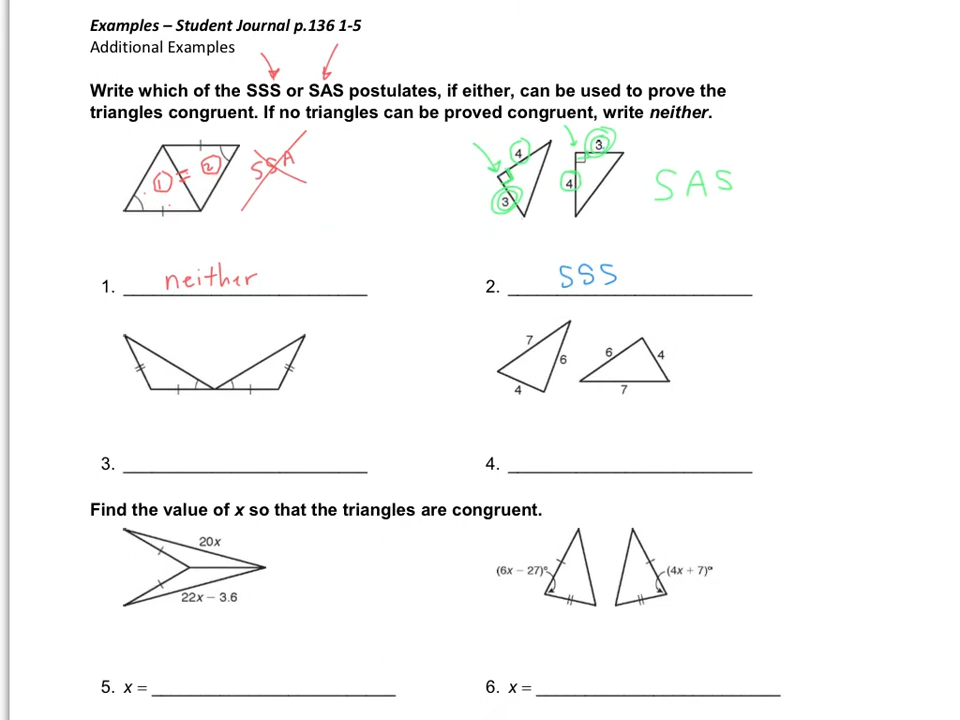 Examples – Student Journal p.136 1-5
Additional Examples
Write which of the SSS or SAS postulates, if either, can be used to prove the
triangles congruent. If no triangles can be proved congruent, write neither.
1 = 2 SSA
4 3 3 4 SAS
1. neither
2. SSS
7 6 4 6 4 7
3.
4.
Find the value of x so that the triangles are congruent.
20x
22x – 3.6
(6x – 27)° (4x + 7)°
5. x =
6. x =